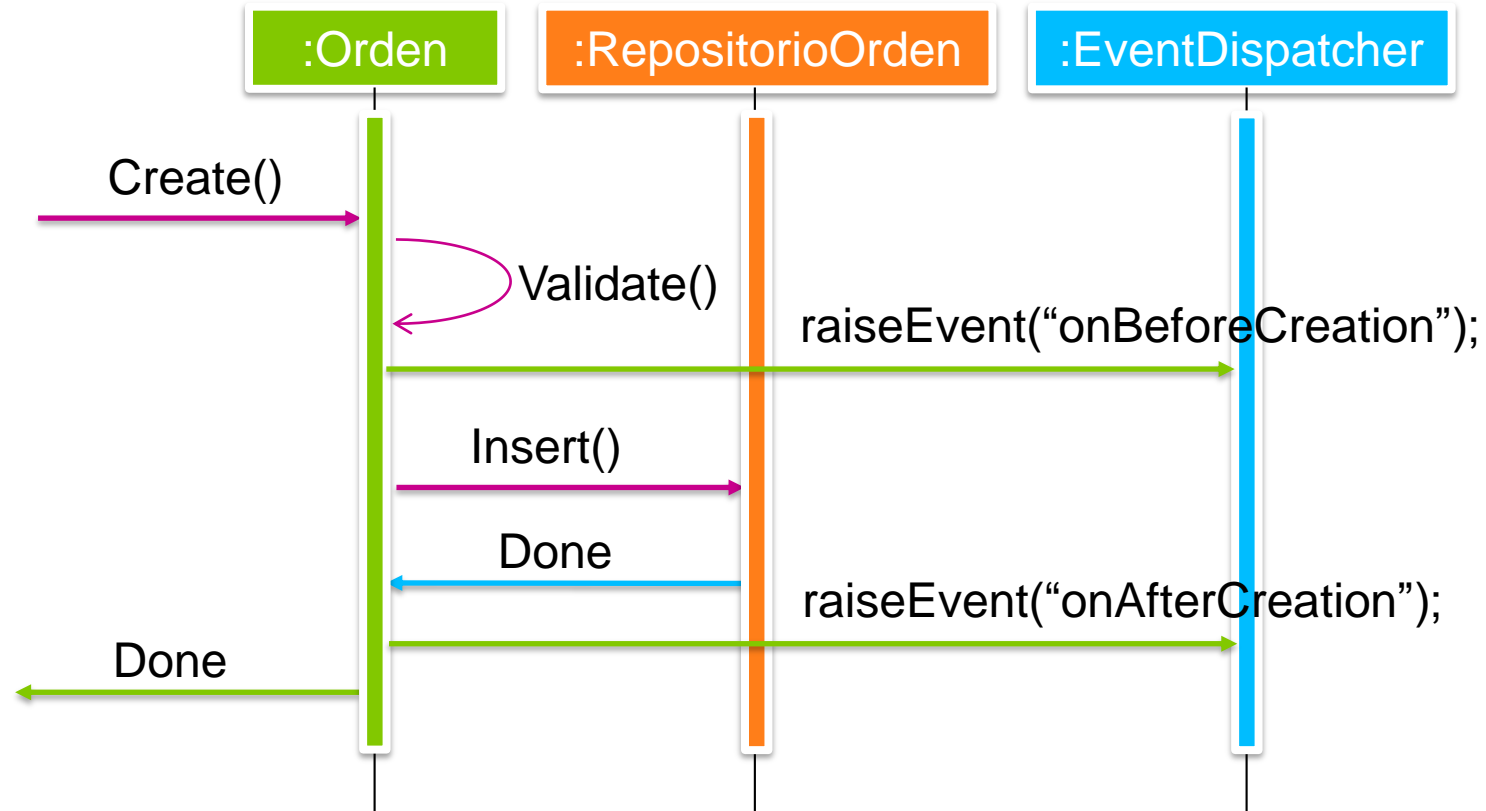 :Orden
:RepositorioOrden
:EventDispatcher
Create()
Validate()
raiseEvent(“onBeforeCreation”);
Insert()
Done
raiseEvent(“onAfterCreation”);
Done